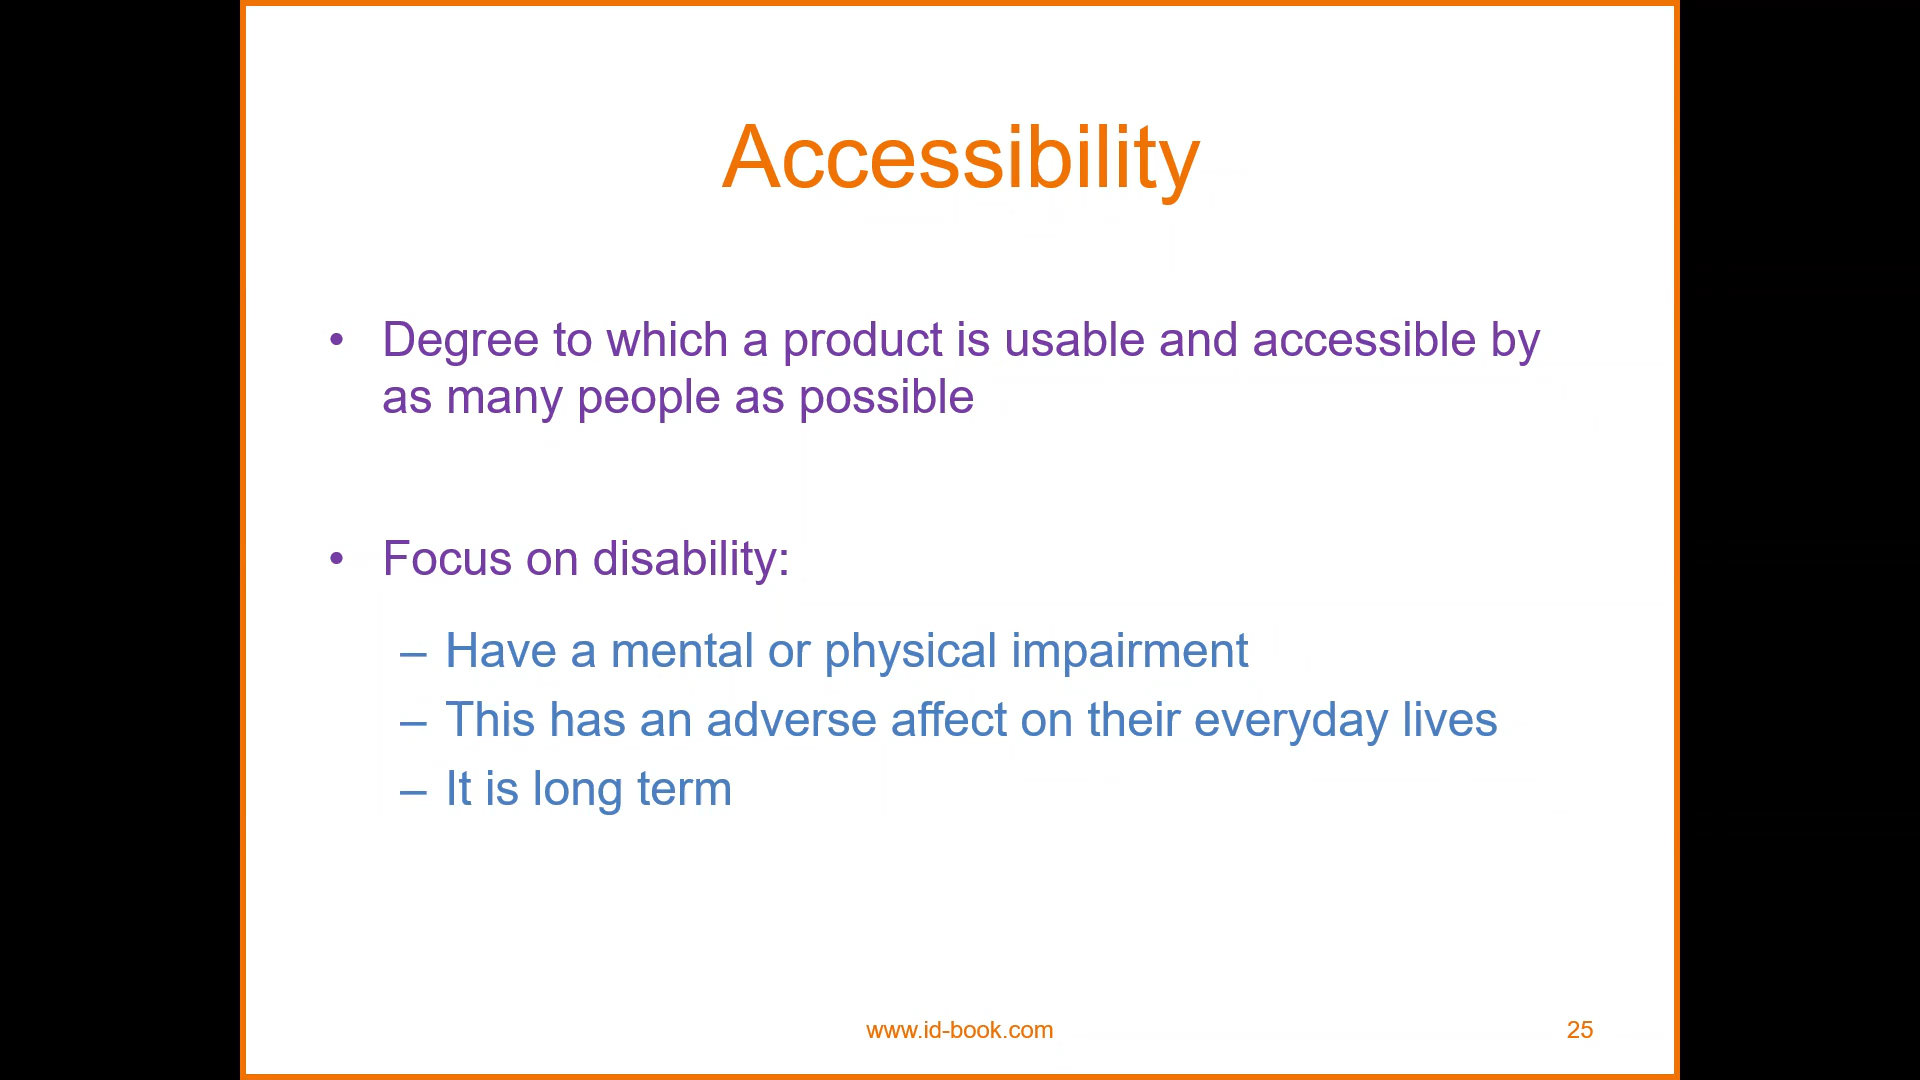 Accessibility
• Degree to which a product is usable and accessible by
as many people as possible
• Focus on disability:
– Have a mental or physical impairment
– This has an adverse affect on their everyday lives
– It is long term
www.id-book.com
25